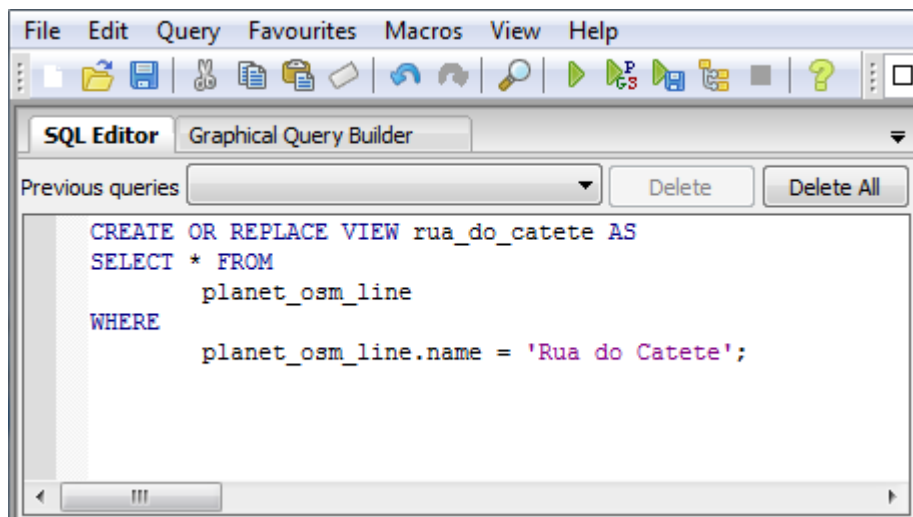 File Edit Query Favourites Macros View Help
SQL Editor Graphical Query Builder
Previous queries Delete Delete All
CREATE OR REPLACE VIEW rua_do_catete AS
SELECT * FROM
planet_osm_line
WHERE
planet_osm_line.name = 'Rua do Catete';